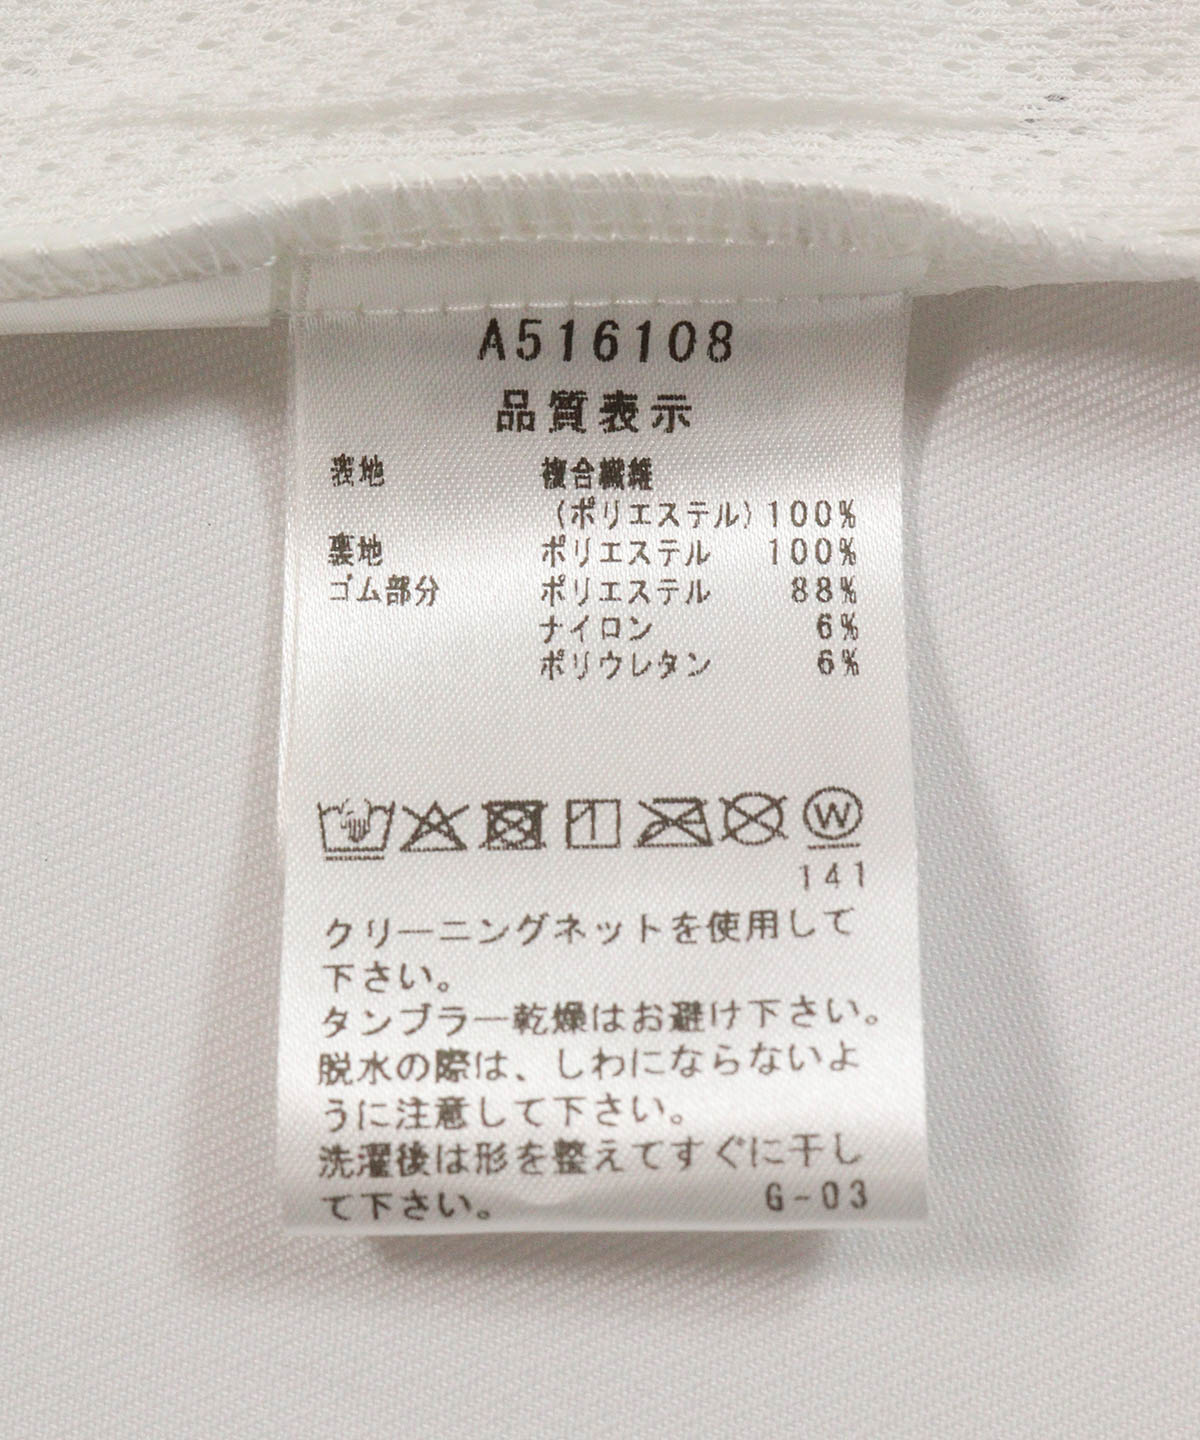 A516108
品質表示
表地 複合繊維
(ポリエステル) 100%
裏地 ポリエステル 100%
ゴム部分 ポリエステル 88%
ナイロン 6%
ポリウレタン 6%
W
141
クリーニングネットを使用して
下さい。
タンブラー乾燥はお避け下さい。
脱水の際は、しわにならないよ
うに注意して下さい。
洗濯後は形を整えてすぐに干し
て下さい。 G-03